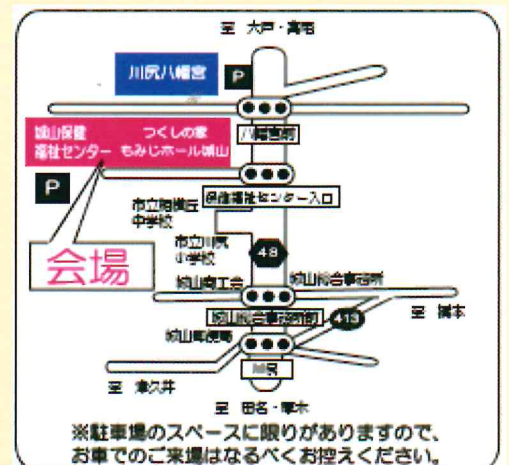 至 大戸・高尾
川尻八幡宮
P
八幡宮前
城山保健 つくしの家
福祉センター もみじホール城山
P
保健福祉センター入口
市立相模丘
中学校
会場
市立川尻
小学校
48
城山商工会 城山総合事務所
城山総合事務所前
413
至 橋本
城山郵便局
川尻
至 津久井
至 田名・厚木
※駐車場のスペースに限りがありますので、
お車でのご来場はなるべくお控えください。